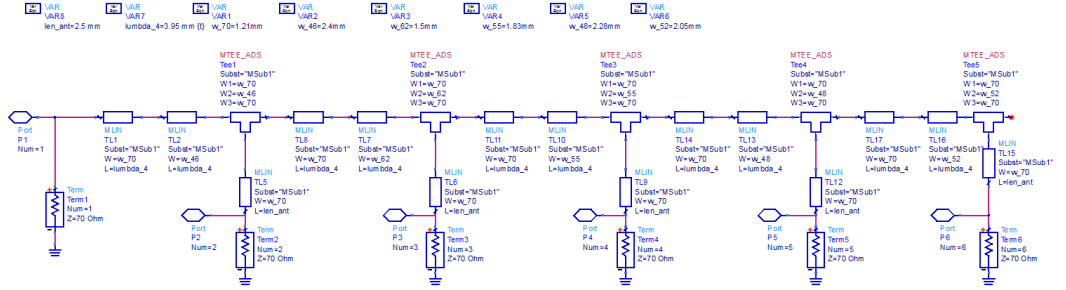 VAR
VAR8
len_ant=2.5 mm
VAR
VAR7
lumbda_4=3.95 mm {t}
VAR
VAR1
w_70=1.21mm
VAR
VAR2
w_46=2.4mm
VAR
VAR3
w_62=1.5mm
VAR
VAR4
w_55=1.83mm
VAR
VAR5
w_48=2.28mm
VAR
VAR6
w_52=2.05mm
MTEE_ADS
Tee1
Subst="MSub1"
W1=w_70
W2=w_46
W3=w_70
MTEE_ADS
Tee2
Subst="MSub1"
W1=w_70
W2=w_62
W3=w_70
MTEE_ADS
Tee3
Subst="MSub1"
W1=w_70
W2=w_55
W3=w_70
MTEE_ADS
Tee4
Subst="MSub1"
W1=w_70
W2=w_48
W3=w_70
MTEE_ADS
Tee5
Subst="MSub1"
W1=w_70
W2=w_52
W3=w_70
Port
P1
Num=1
MLIN
TL1
Subst="MSub1"
W=w_70
L=lumbda_4
MLIN
TL2
Subst="MSub1"
W=w_46
L=lumbda_4
MLIN
TL8
Subst="MSub1"
W=w_70
L=lumbda_4
MLIN
TL7
Subst="MSub1"
W=w_62
L=lumbda_4
MLIN
TL11
Subst="MSub1"
W=w_70
L=lumbda_4
MLIN
TL10
Subst="MSub1"
W=w_55
L=lumbda_4
MLIN
TL14
Subst="MSub1"
W=w_70
L=lumbda_4
MLIN
TL13
Subst="MSub1"
W=w_48
L=lumbda_4
MLIN
TL17
Subst="MSub1"
W=w_70
L=lumbda_4
MLIN
TL16
Subst="MSub1"
W=w_52
L=lumbda_4
MLIN
TL5
Subst="MSub1"
W=w_70
L=len_ant
MLIN
TL6
Subst="MSub1"
W=w_70
L=len_ant
MLIN
TL9
Subst="MSub1"
W=w_70
L=len_ant
MLIN
TL12
Subst="MSub1"
W=w_70
L=len_ant
MLIN
TL15
Subst="MSub1"
W=w_70
L=len_ant
Term
Term1
Num=1
Z=70 Ohm
Port
P2
Num=2
Term
Term2
Num=2
Z=70 Ohm
Port
P3
Num=3
Term
Term3
Num=3
Z=70 Ohm
Port
P4
Num=4
Term
Term4
Num=4
Z=70 Ohm
Port
P5
Num=5
Term
Term5
Num=5
Z=70 Ohm
Port
P6
Num=6
Term
Term6
Num=6
Z=70 Ohm